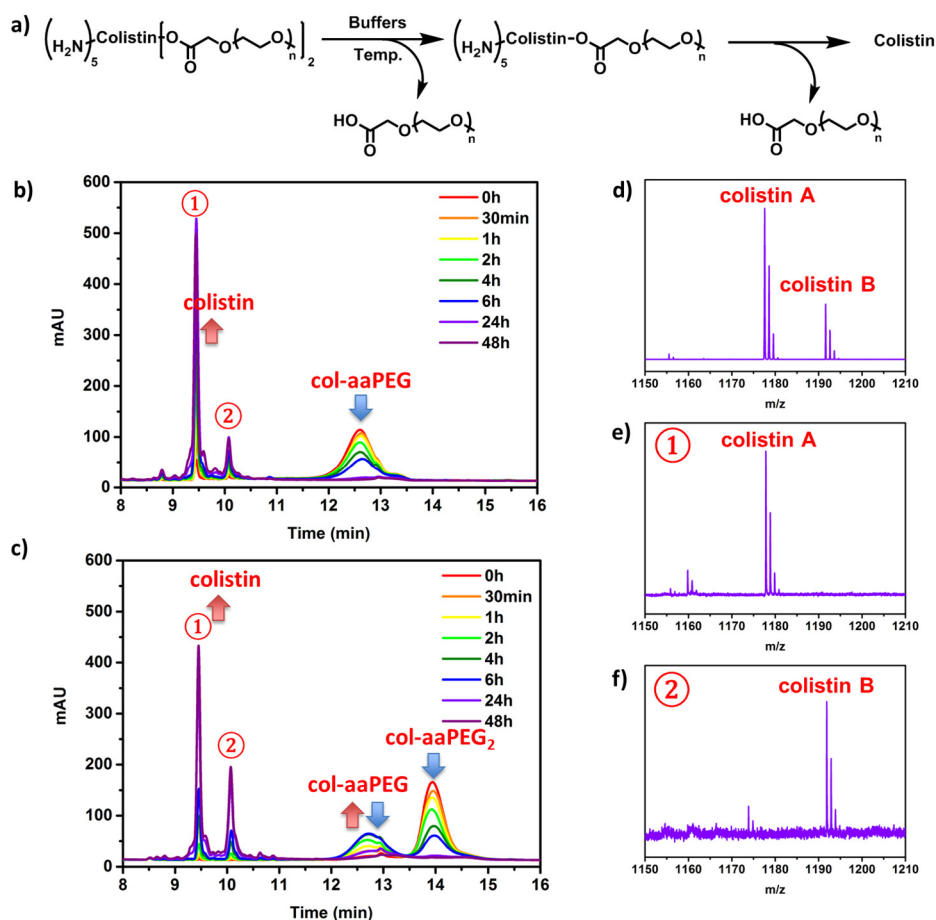 a)
(H₂N)₅ Colistin [O O O O n]₂ Buffers Temp. (H₂N)₅ Colistin O O O O n Colistin
HO O O O n HO O O O n
b)
600
500
400
300
200
100
0
mAU
8 9 10 11 12 13 14 15 16
Time (min)
①
colistin
②
col-aaPEG
0h
30min
1h
2h
4h
6h
24h
48h
c)
600
500
400
300
200
100
0
mAU
8 9 10 11 12 13 14 15 16
Time (min)
colistin
①
②
col-aaPEG
col-aaPEG₂
0h
30min
1h
2h
4h
6h
24h
48h
d)
colistin A
colistin B
1150 1160 1170 1180 1190 1200 1210
m/z
e)
①
colistin A
1150 1160 1170 1180 1190 1200 1210
m/z
f)
②
colistin B
1150 1160 1170 1180 1190 1200 1210
m/z